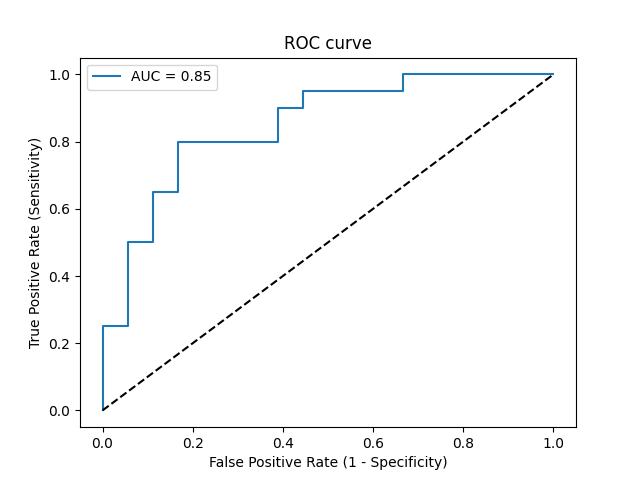 ROC curve
AUC = 0.85
True Positive Rate (Sensitivity)
1.0
0.8
0.6
0.4
0.2
0.0
0.0 0.2 0.4 0.6 0.8 1.0
False Positive Rate (1 - Specificity)